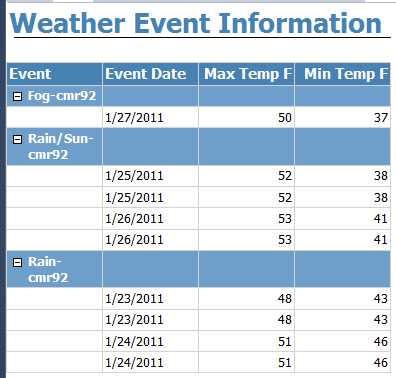 Weather Event Information
Event Event Date Max Temp F Min Temp F
Fog-cmr92
1/27/2011 50 37
Rain/Sun-
cmr92
1/25/2011 52 38
1/25/2011 52 38
1/26/2011 53 41
1/26/2011 53 41
Rain-
cmr92
1/23/2011 48 43
1/23/2011 48 43
1/24/2011 51 46
1/24/2011 51 46